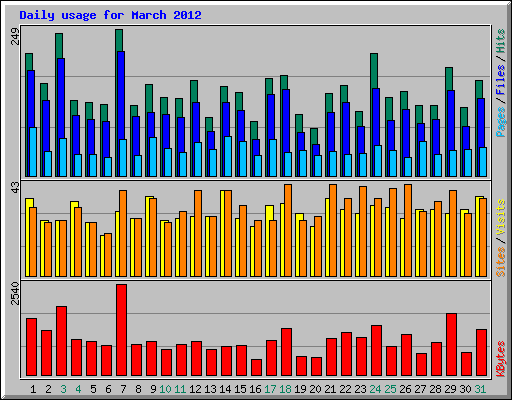 Daily usage for March 2012
249
Pages/Files/Hits
43
Sites/Visits
2540
KBytes
1 2 3 4 5 6 7 8 9 10 11 12 13 14 15 16 17 18 19 20 21 22 23 24 25 26 27 28 29 30 31